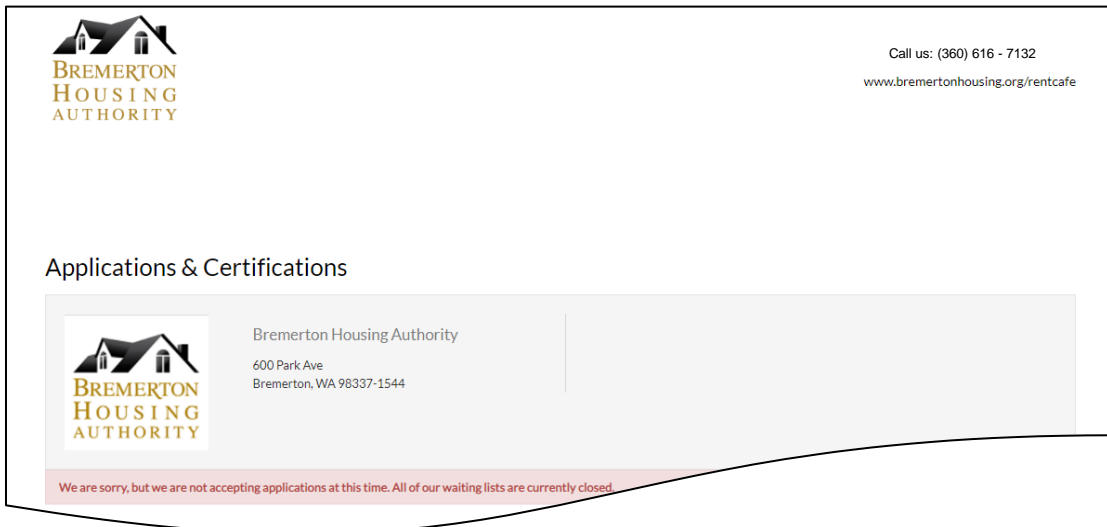 BREMERTON
HOUSING
AUTHORITY
Call us: (360) 616 - 7132
www.bremertonhousing.org/rentcafe
Applications & Certifications
BREMERTON
HOUSING
AUTHORITY
Bremerton Housing Authority
600 Park Ave
Bremerton, WA 98337-1544
We are sorry, but we are not accepting applications at this time. All of our waiting lists are currently closed.